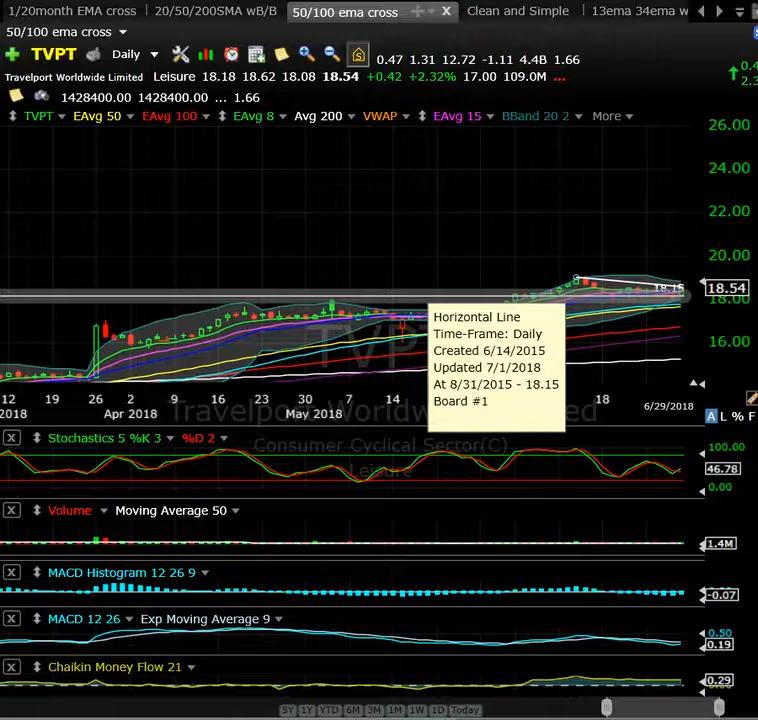 1/20month EMA cross 20/50/200SMA wB/B 50/100 ema cross X Clean and Simple 13ema 34ema w
50/100 ema cross
TVPT Daily 0.47 1.31 12.72 -1.11 4.4B 1.66
Travelport Worldwide Limited Leisure 18.18 18.62 18.08 18.54 +0.42 +2.32% 17.00 109.0M ...
1428400.00 1428400.00 ... 1.66
TVPT EAvg 50 EAvg 100 EAvg 8 Avg 200 VWAP EAvg 15 BBand 20 2 More
26.00
24.00
22.00
20.00
18.15 18.54
18.00
16.00
Horizontal Line
Time-Frame: Daily
Created 6/14/2015
Updated 7/1/2018
At 8/31/2015 - 18.15
Board #1
TVPT
12 19 26 2 9 16 23 30 7 14 18
2018 Apr 2018 May 2018 6/29/2018
Travelport Worldw d
A L % F
Consumer Cyclical Sector(C)
Leisure
X Stochastics 5 %K 3 %D 2
100.00
46.78
0.00
X Volume Moving Average 50
1.4M
X MACD Histogram 12 26 9
-0.07
X MACD 12 26 Exp Moving Average 9
0.50
0.19
X Chaikin Money Flow 21
0.29
5Y 1Y YTD 6M 3M 1M 1W 1D Today